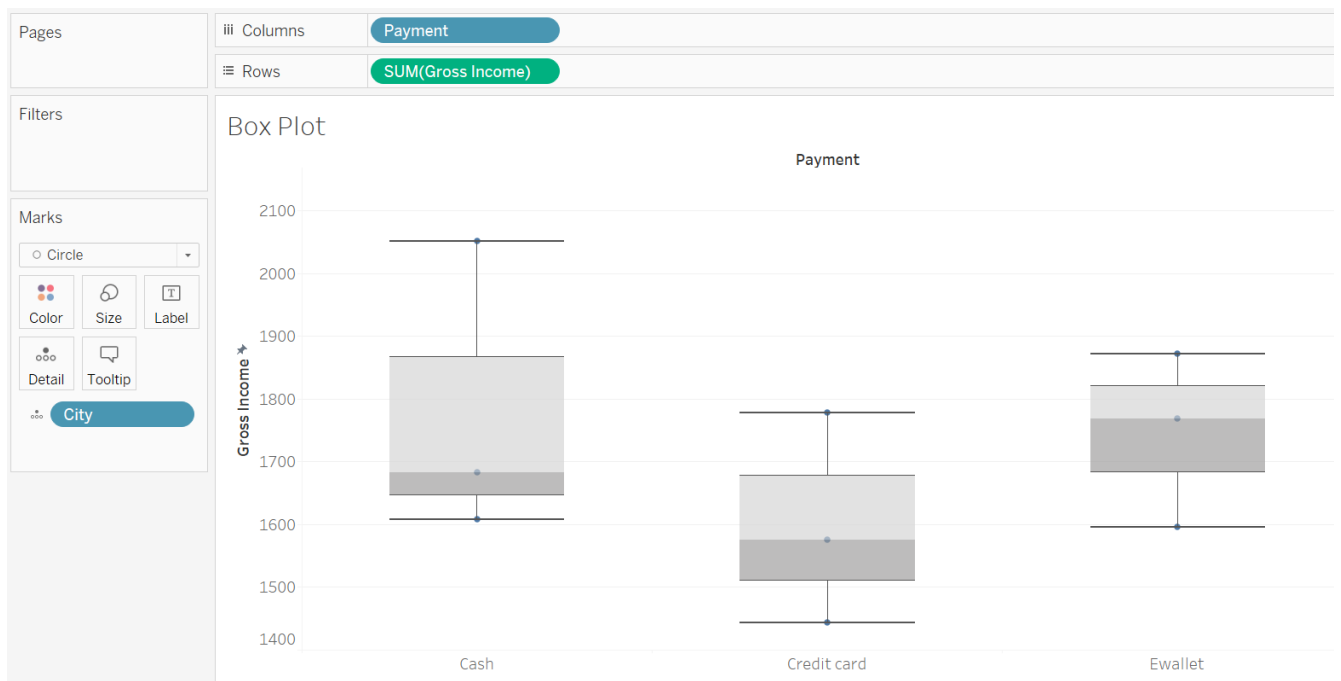 Pages
Columns
Payment
Rows
SUM(Gross Income)
Filters
Marks
Circle
Color
Size
T
Label
Detail
Tooltip
City
Box Plot
Payment
Gross Income
2100
2000
1900
1800
1700
1600
1500
1400
Cash
Credit card
Ewallet